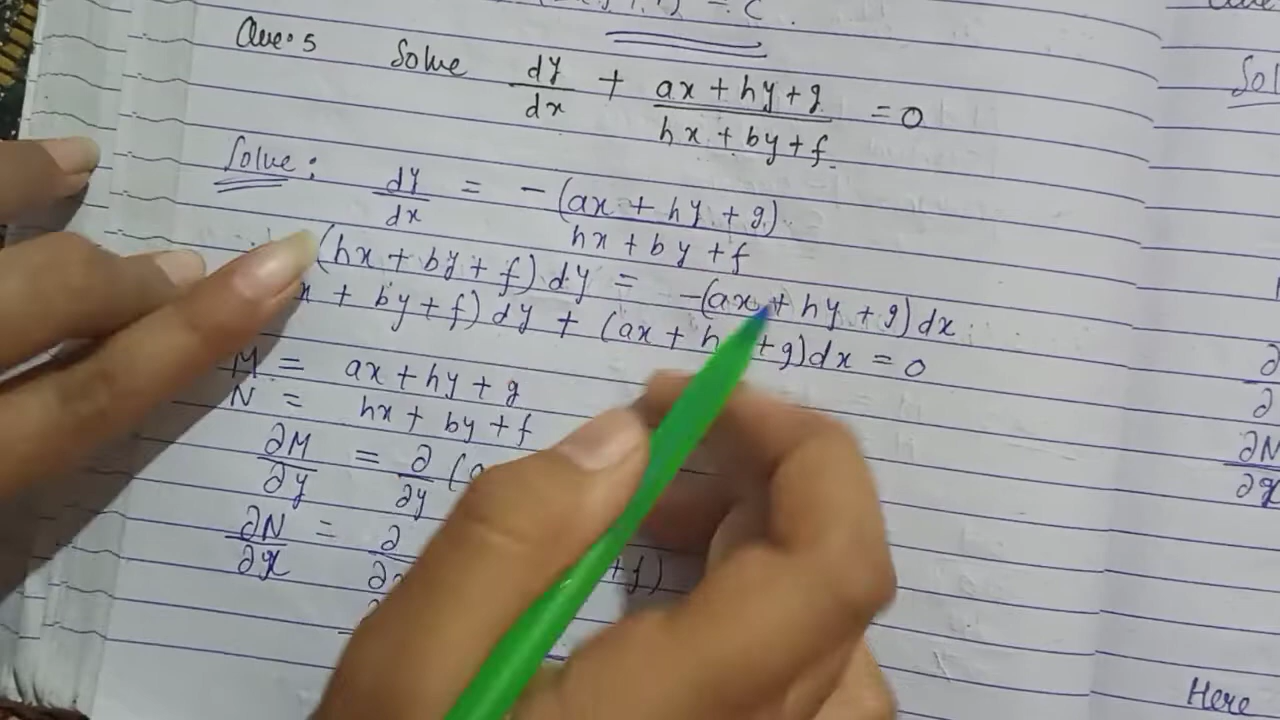 = C.
Que. 5 Solve dy/dx + ax + hy + g / hx + by + f = 0
Solve : dy/dx = - (ax + hy + g) / hx + by + f
(hx + by + f) dy = -(ax + hy + g) dx
x + by + f) dy + (ax + h + g) dx = 0
M = ax + hy + g
N = hx + by + f
∂M/∂y = ∂/∂y (a
∂N/∂x = ∂/∂x + f)
Sol
∂
∂
∂N
∂x
Here